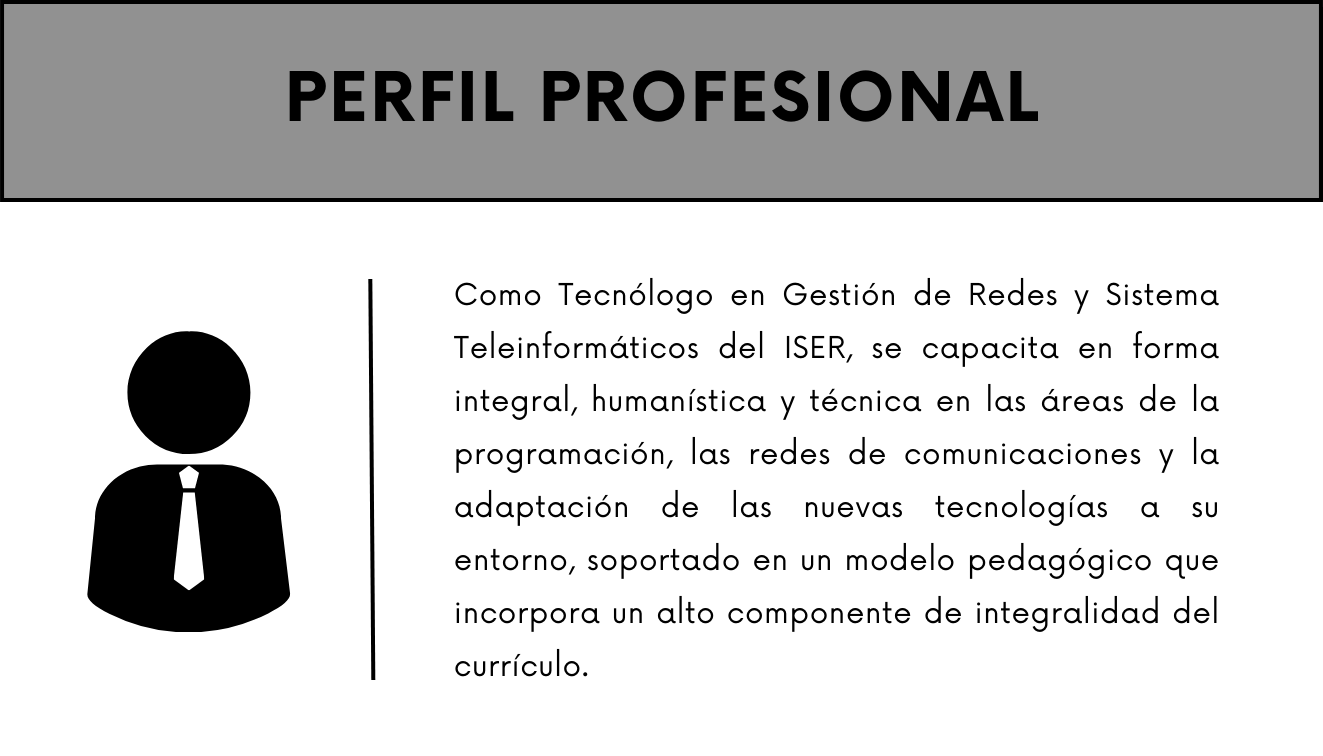 PERFIL PROFESIONAL
Como Tecnólogo en Gestión de Redes y Sistema
Teleinformáticos del ISER, se capacita en forma
integral, humanística y técnica en las áreas de la
programación, las redes de comunicaciones y la
adaptación de las nuevas tecnologías a su
entorno, soportado en un modelo pedagógico que
incorpora un alto componente de integralidad del
currículo.